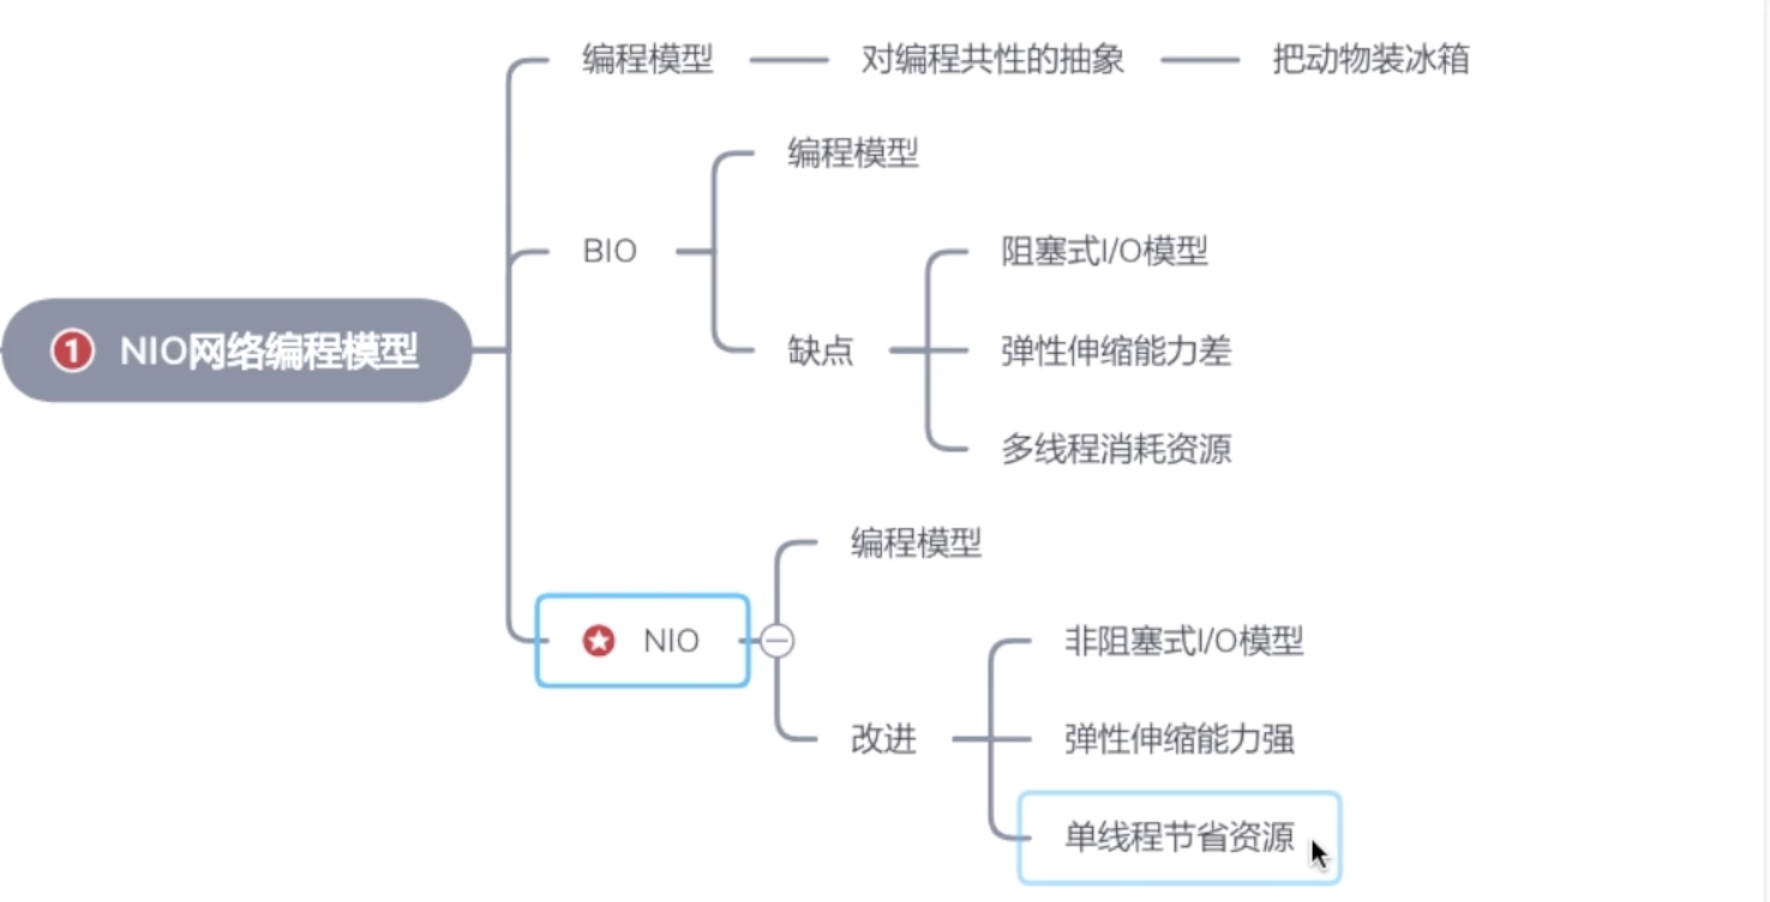 编程模型 对编程共性的抽象 把动物装冰箱
编程模型
BIO
阻塞式I/O模型
1 NIO网络编程模型
缺点
弹性伸缩能力差
多线程消耗资源
编程模型
NIO
非阻塞式I/O模型
改进
弹性伸缩能力强
单线程节省资源